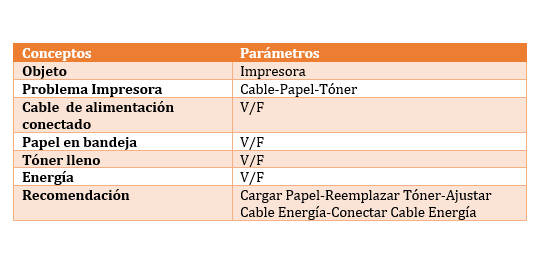 Conceptos Parámetros
Objeto Impresora
Problema Impresora Cable-Papel-Tóner
Cable de alimentación V/F
conectado
Papel en bandeja V/F
Tóner lleno V/F
Energía V/F
Recomendación Cargar Papel-Reemplazar Tóner-Ajustar
Cable Energía-Conectar Cable Energía